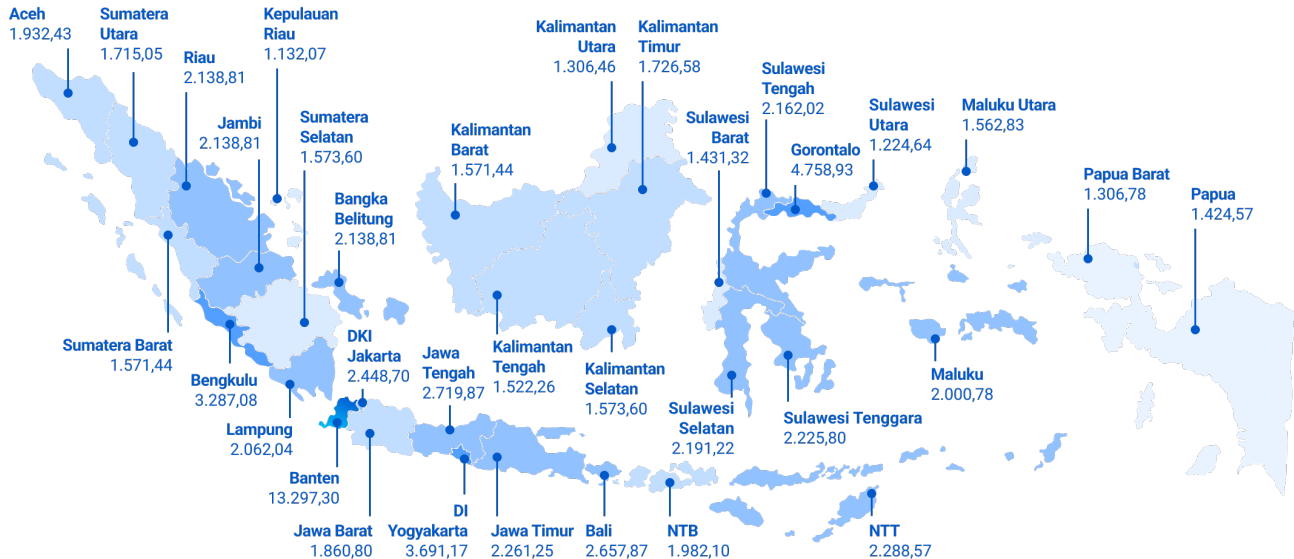 Aceh
1.932,43
Sumatera
Utara
1.715,05
Riau
2.138,81
Kepulauan
Riau
1.132,07
Jambi
2.138,81
Sumatera
Selatan
1.573,60
Bangka
Belitung
2.138,81
Kalimantan
Barat
1.571,44
Kalimantan
Utara
1.306,46
Kalimantan
Timur
1.726,58
Sulawesi
Barat
1.431,32
Sulawesi
Tengah
2.162,02
Gorontalo
4.758,93
Sulawesi
Utara
1.224,64
Maluku Utara
1.562,83
Papua Barat
1.306,78
Papua
1.424,57
Sumatera Barat
1.571,44
Bengkulu
3.287,08
Lampung
2.062,04
Banten
13.297,30
DKI
Jakarta
2.448,70
Jawa Barat
1.860,80
Jawa
Tengah
2.719,87
DI
Yogyakarta
3.691,17
Jawa Timur
2.261,25
Kalimantan
Tengah
1.522,26
Kalimantan
Selatan
1.573,60
Bali
2.657,87
NTB
1.982,10
Sulawesi
Selatan
2.191,22
Sulawesi Tenggara
2.225,80
Maluku
2.000,78
NTT
2.288,57